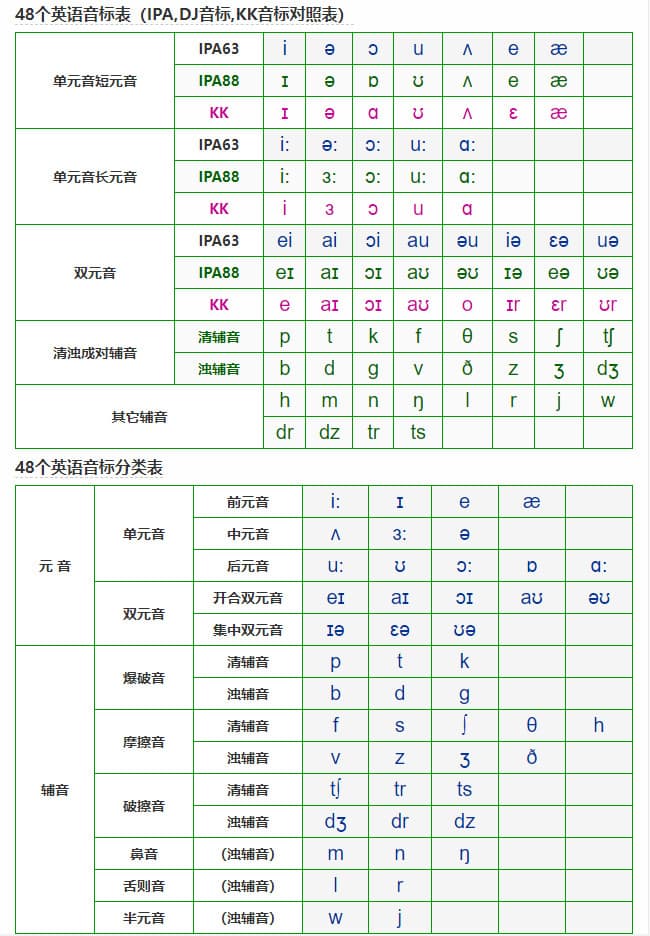 48个英语音标表（IPA,DJ音标,KK音标对照表）
单元音短元音
IPA63 i ə ɔ u ʌ e æ
IPA88 ɪ ə ɒ ʊ ʌ e æ
KK ɪ ə ɑ ʊ ʌ ɛ æ
单元音长元音
IPA63 i: ə: ɔ: u: ɑ:
IPA88 i: ɜ: ɔ: u: ɑ:
KK i ɜ ɔ u ɑ
双元音
IPA63 ei ai ɔi au əu iə ɛə uə
IPA88 eɪ aɪ ɔɪ aʊ əʊ ɪə eə ʊə
KK e aɪ ɔɪ aʊ o ɪr ɛr ʊr
清浊成对辅音
清辅音 p t k f θ s ʃ tʃ
浊辅音 b d g v ð z ʒ dʒ
其它辅音
h m n ŋ l r j w
dr dz tr ts
48个英语音标分类表
元 音
单元音
前元音 i: ɪ e æ
中元音 ʌ ɜ: ə
后元音 u: ʊ ɔ: ɒ ɑ:
双元音
开合双元音 eɪ aɪ ɔɪ aʊ əʊ
集中双元音 ɪə ɛə ʊə
辅音
爆破音
清辅音 p t k
浊辅音 b d g
摩擦音
清辅音 f s ʃ θ h
浊辅音 v z ʒ ð
破擦音
清辅音 tʃ tr ts
浊辅音 dʒ dr dz
鼻音 (浊辅音) m n ŋ
舌则音 (浊辅音) l r
半元音 (浊辅音) w j